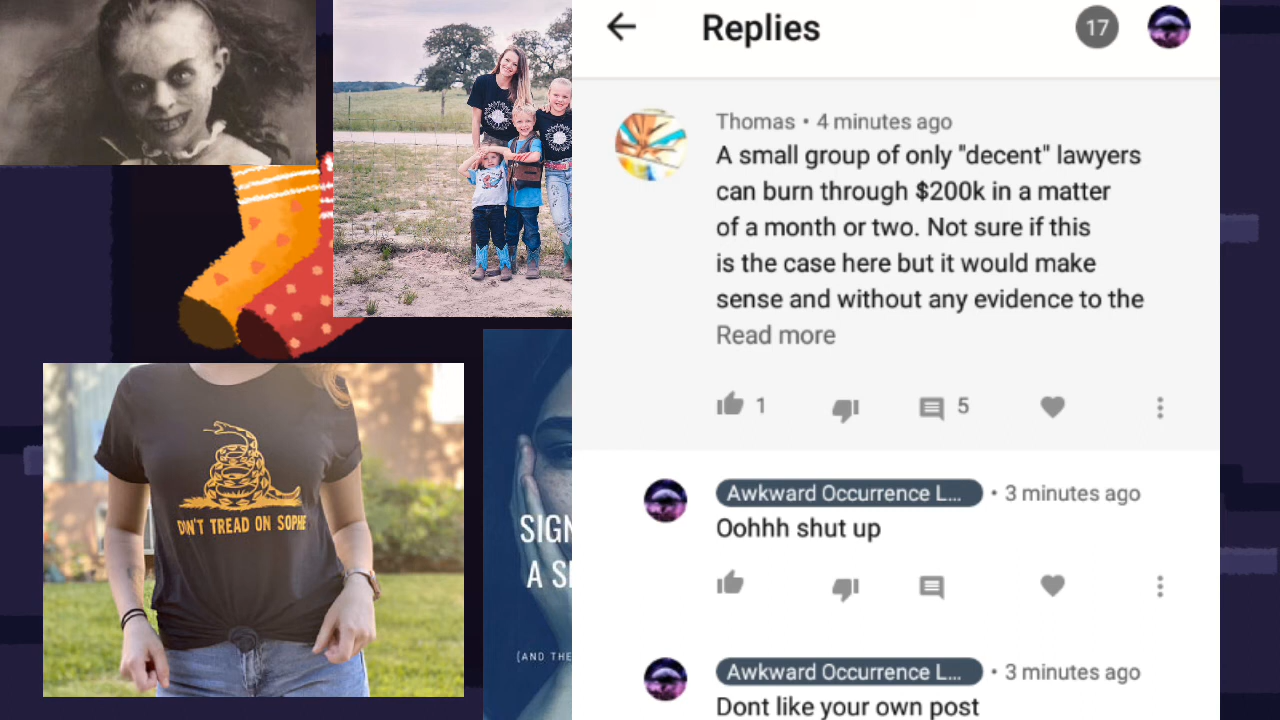 Replies
17
Thomas • 4 minutes ago
A small group of only "decent" lawyers
can burn through $200k in a matter
of a month or two. Not sure if this
is the case here but it would make
sense and without any evidence to the
Read more
1
5
Awkward Occurrence L... • 3 minutes ago
Oohhh shut up
Awkward Occurrence L... • 3 minutes ago
Dont like your own post
DON'T TREAD ON SOPHIE
SIGN
A S
(AND THE